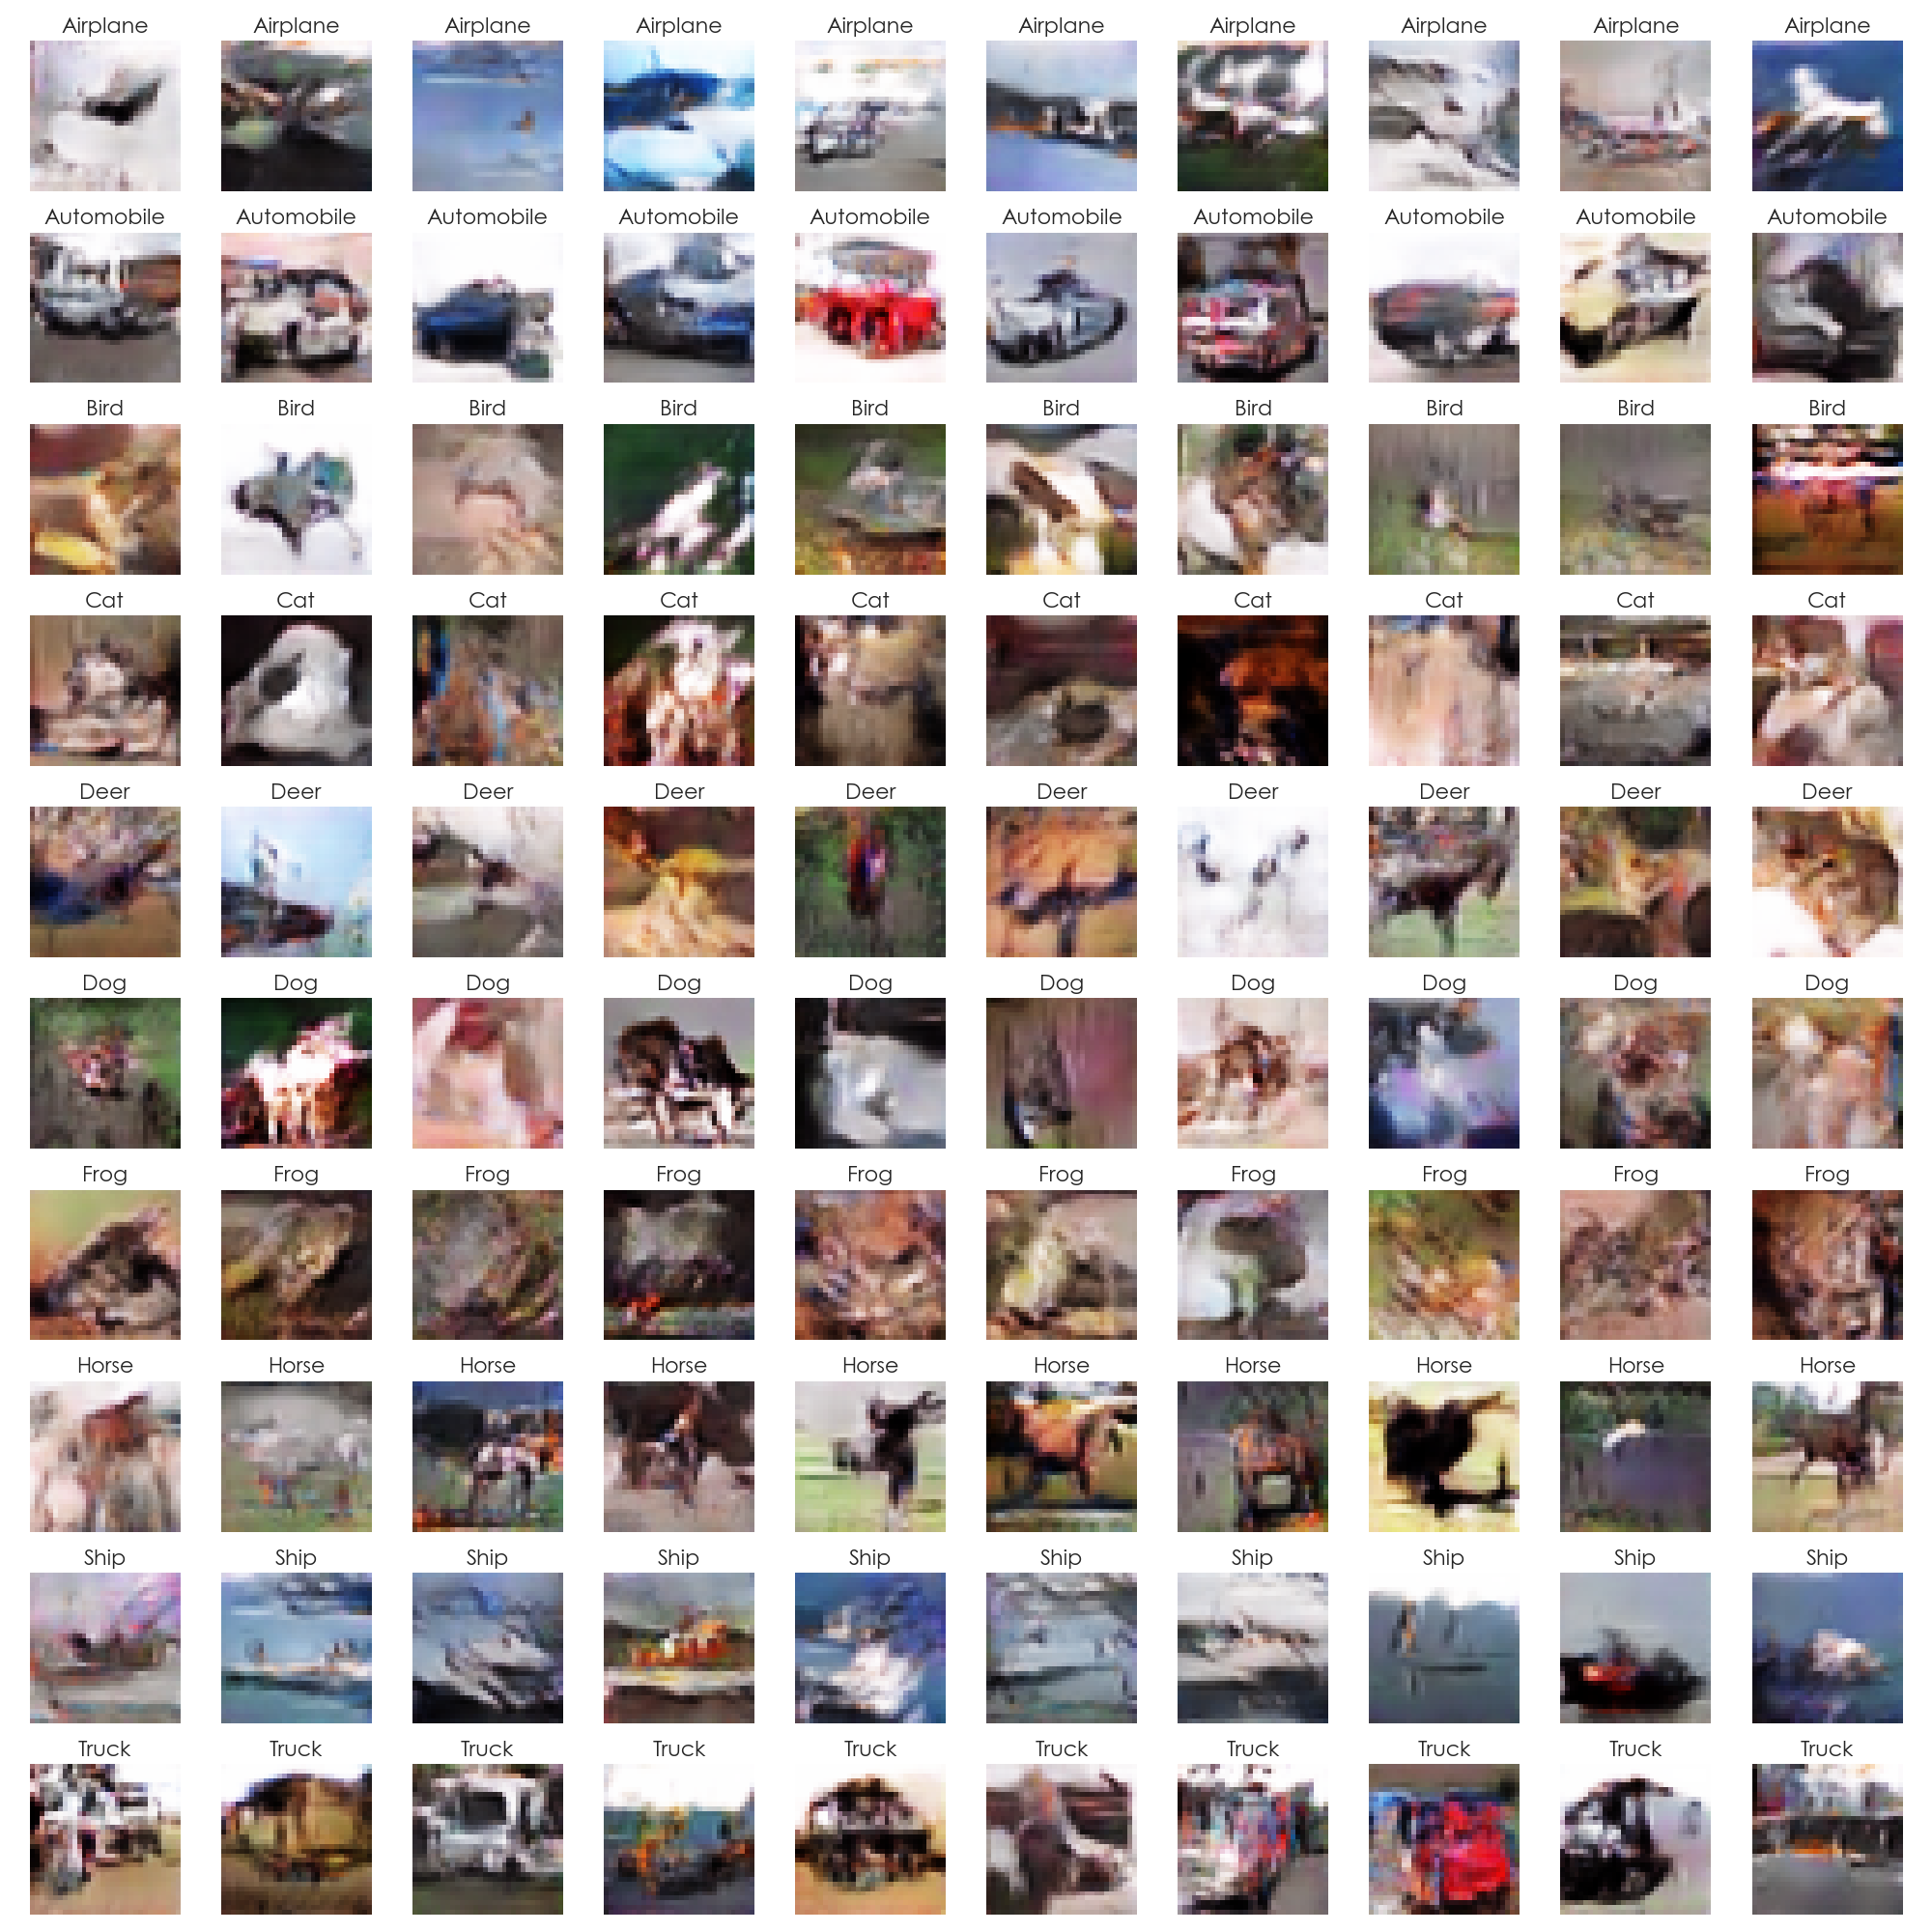 Airplane Airplane Airplane Airplane Airplane Airplane Airplane Airplane Airplane Airplane
Automobile Automobile Automobile Automobile Automobile Automobile Automobile Automobile Automobile Automobile
Bird Bird Bird Bird Bird Bird Bird Bird Bird Bird
Cat Cat Cat Cat Cat Cat Cat Cat Cat Cat
Deer Deer Deer Deer Deer Deer Deer Deer Deer Deer
Dog Dog Dog Dog Dog Dog Dog Dog Dog Dog
Frog Frog Frog Frog Frog Frog Frog Frog Frog Frog
Horse Horse Horse Horse Horse Horse Horse Horse Horse Horse
Ship Ship Ship Ship Ship Ship Ship Ship Ship Ship
Truck Truck Truck Truck Truck Truck Truck Truck Truck Truck